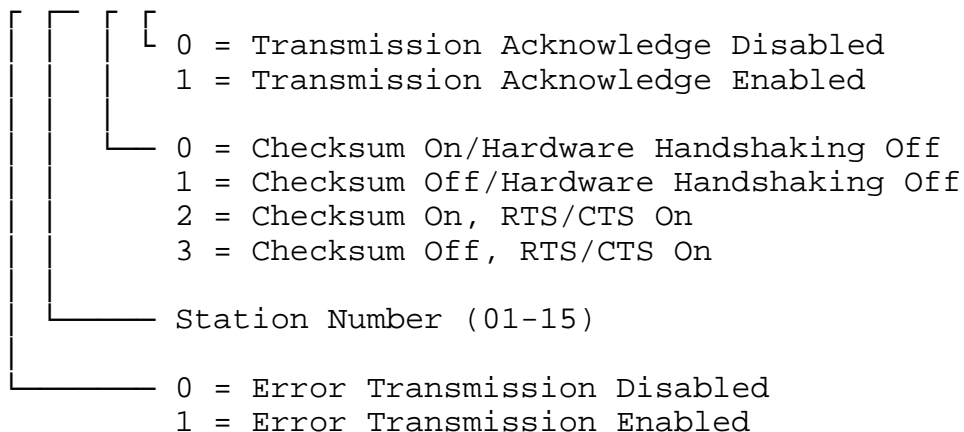 0 = Transmission Acknowledge Disabled
1 = Transmission Acknowledge Enabled
0 = Checksum On/Hardware Handshaking Off
1 = Checksum Off/Hardware Handshaking Off
2 = Checksum On, RTS/CTS On
3 = Checksum Off, RTS/CTS On
Station Number (01-15)
0 = Error Transmission Disabled
1 = Error Transmission Enabled